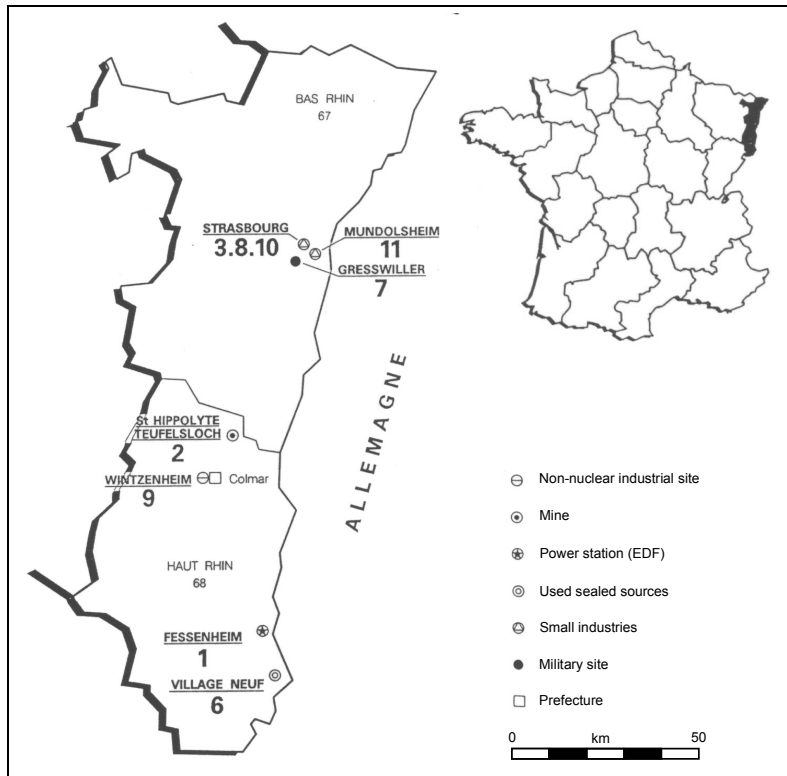 BAS RHIN
67
STRASBOURG
3.8.10
MUNDOLSHEIM
11
GRESSWILLER
7
ALLEMAGNE
St HIPPOLYTE
TEUFELSLOCH
2
WINTZENHEIM
9
Colmar
HAUT RHIN
68
FESSENHEIM
1
VILLAGE NEUF
6
Non-nuclear industrial site
Mine
Power station (EDF)
Used sealed sources
Small industries
Military site
Prefecture
km
0 50